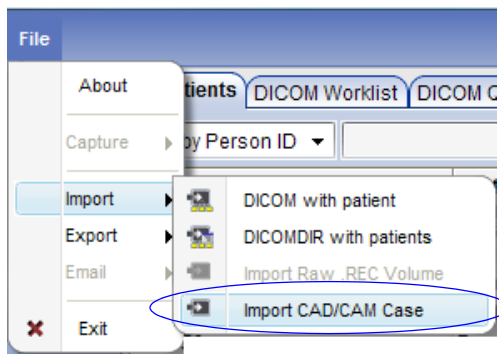 File
About
tients DICOM Worklist DICOM Q
Capture
by Person ID
Import
DICOM with patient
Export
DICOMDIR with patients
Email
Import Raw .REC Volume
Import CAD/CAM Case
Exit